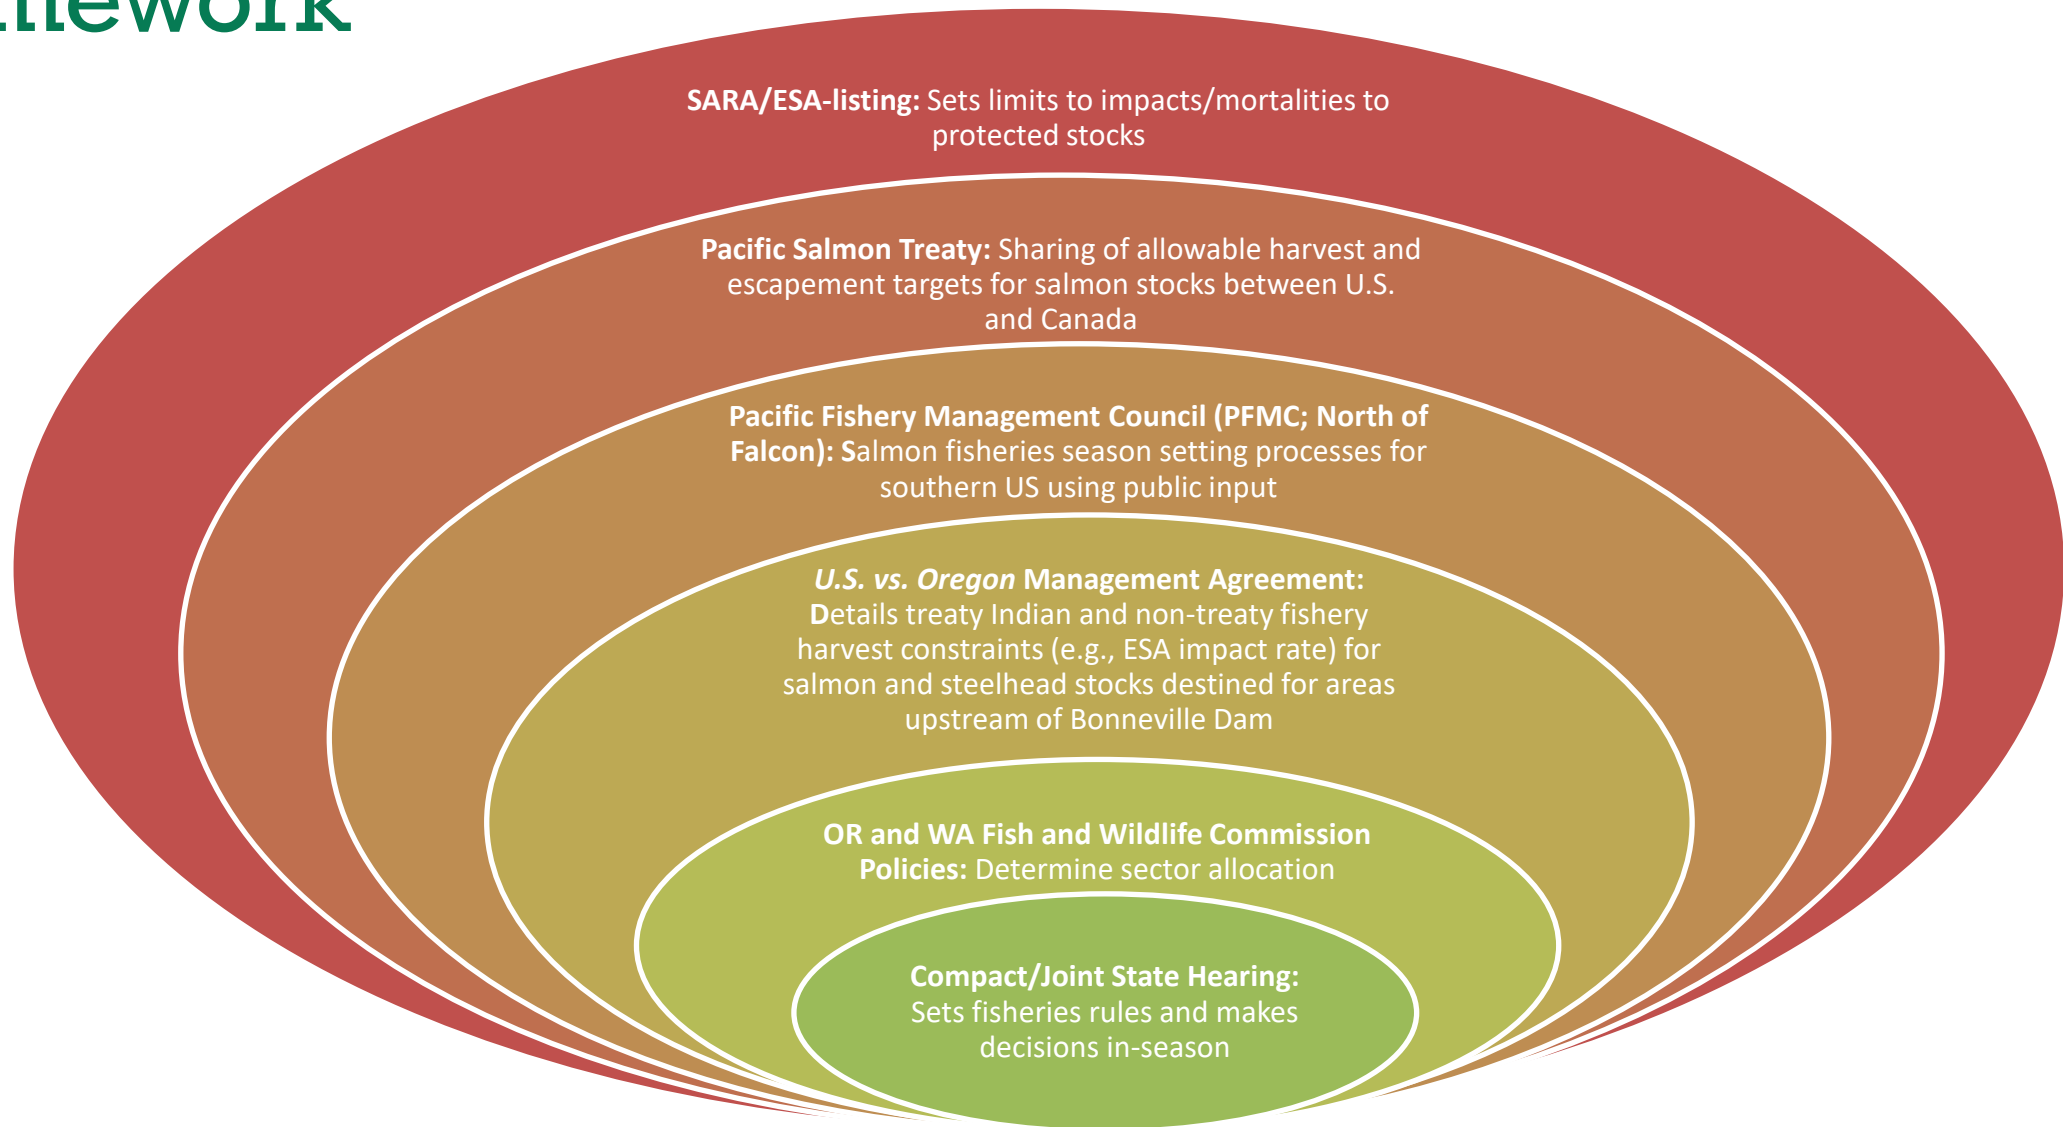 SARA/ESA-listing: Sets limits to impacts/mortalities to
protected stocks
Pacific Salmon Treaty: Sharing of allowable harvest and
escapement targets for salmon stocks between U.S.
and Canada
Pacific Fishery Management Council (PFMC; North of
Falcon): Salmon fisheries season setting processes for
southern US using public input
U.S. vs. Oregon Management Agreement:
Details treaty Indian and non-treaty fishery
harvest constraints (e.g., ESA impact rate) for
salmon and steelhead stocks destined for areas
upstream of Bonneville Dam
OR and WA Fish and Wildlife Commission
Policies: Determine sector allocation
Compact/Joint State Hearing:
Sets fisheries rules and makes
decisions in-season